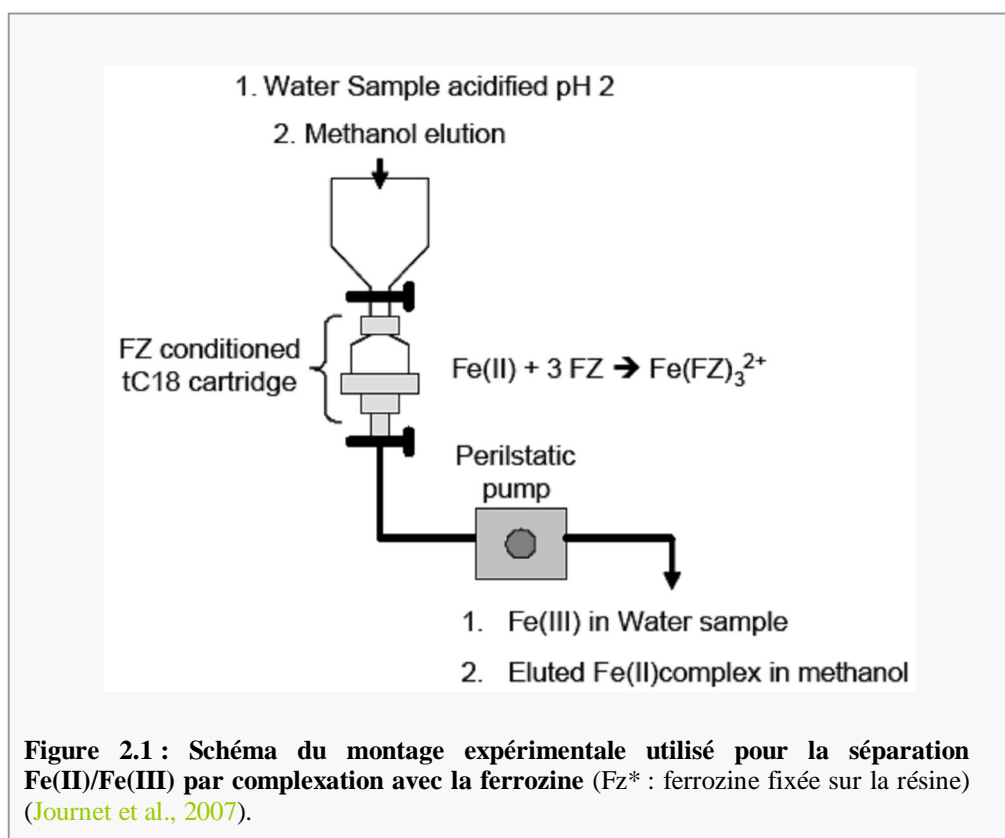 1. Water Sample acidified pH 2
2. Methanol elution
FZ conditioned
tC18 cartridge
Fe(II) + 3 FZ ➔ Fe(FZ)₃²⁺
Perilstatic
pump
1. Fe(III) in Water sample
2. Eluted Fe(II)complex in methanol
Figure 2.1 : Schéma du montage expérimentale utilisé pour la séparation
Fe(II)/Fe(III) par complexation avec la ferrozine (Fz* : ferrozine fixée sur la résine)
(Journet et al., 2007).